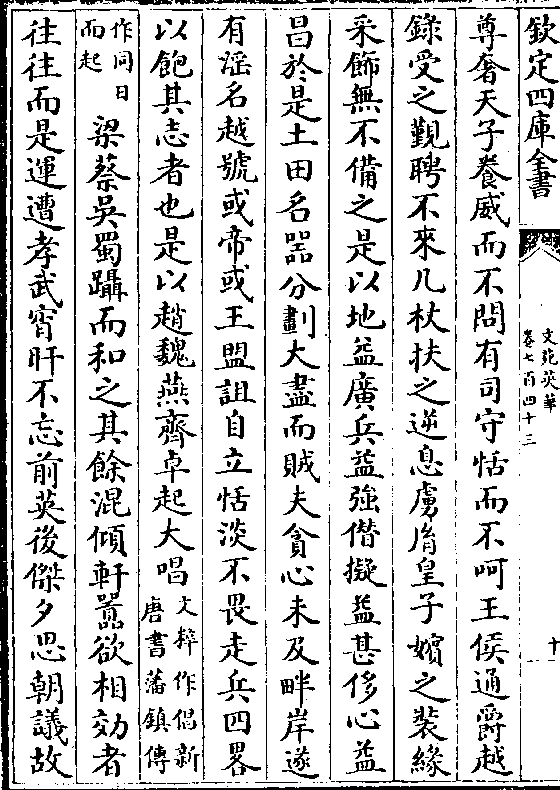 欽定四庫全書
文苑英華
卷七百四十三
十
尊奢天子養威而不問有司守恬而不呵王侯通爵越
錄受之覲聘不來几杖扶之逆息虜胤皇子嬪之裝緣
采飾無不備之是以地益廣兵益強僭擬益甚侈心益
昌於是土田名器分劃大盡而賊夫貪心未及畔岸遂
有滛名越號或帝或王盟詛自立恬淡不畏走兵四畧
以飽其志者也是以趙魏燕齊卓起大唱文粹作倡新唐書藩鎮傳
作同日而起梁蔡吳蜀躡而和之其餘混傾軒囂欲相効者
往往而是運遭孝武宵旰不忘前英後傑夕思朝議故